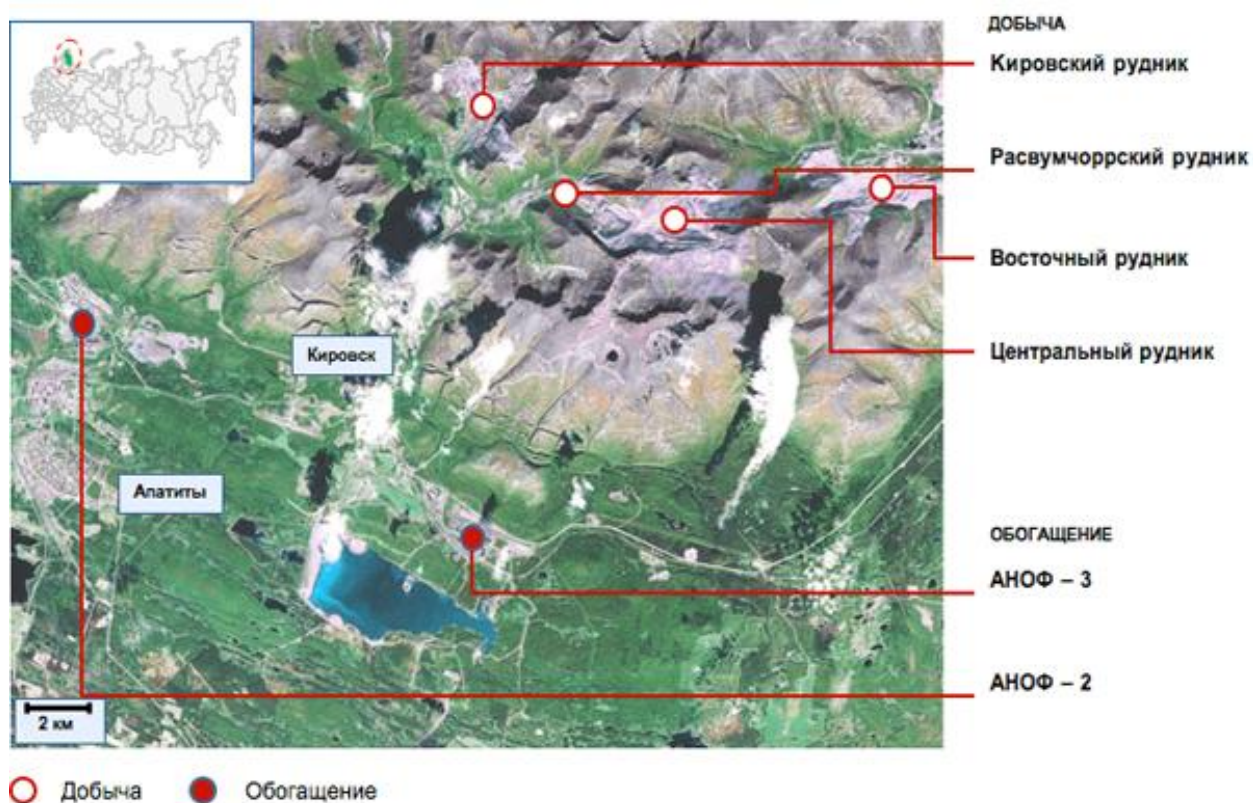 ДОБЫЧА
Кировский рудник
Расвумчоррский рудник
Восточный рудник
Центральный рудник
Кировск
Апатиты
ОБОГАЩЕНИЕ
АНОФ – 3
АНОФ – 2
2 км
Добыча
Обогащение